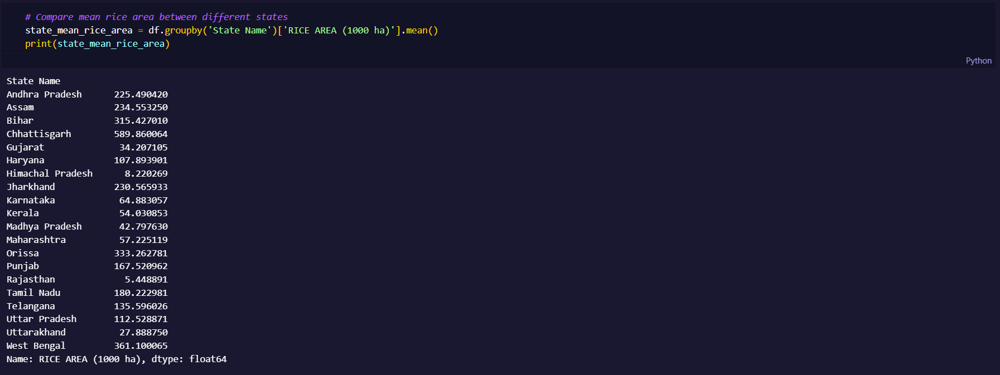 # Compare mean rice area between different states
state_mean_rice_area = df.groupby('State Name')['RICE AREA (1000 ha)'].mean()
print(state_mean_rice_area)
Python
State Name
Andhra Pradesh      225.490420
Assam               234.553250
Bihar               315.427010
Chhattisgarh        589.860064
Gujarat              34.207105
Haryana             107.893901
Himachal Pradesh      8.220269
Jharkhand           230.565933
Karnataka            64.883057
Kerala               54.030853
Madhya Pradesh       42.797630
Maharashtra          57.225119
Orissa              333.262781
Punjab              167.520962
Rajasthan             5.448891
Tamil Nadu          180.222981
Telangana           135.596026
Uttar Pradesh       112.528871
Uttarakhand          27.888750
West Bengal         361.100065
Name: RICE AREA (1000 ha), dtype: float64